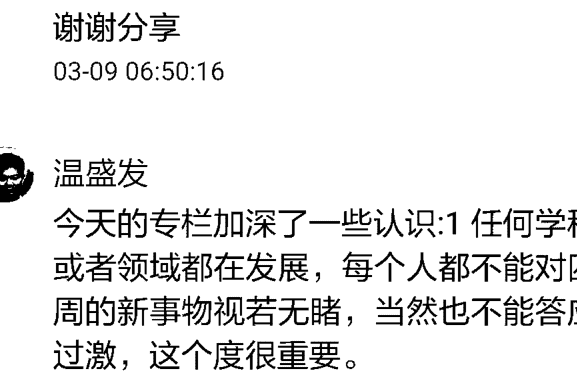 谢谢分享
03-09 06:50:16
温盛发
今天的专栏加深了一些认识:1 任何学
或者领域都在发展，每个人都不能对
周的新事物视若无睹，当然也不能答
过激，这个度很重要。